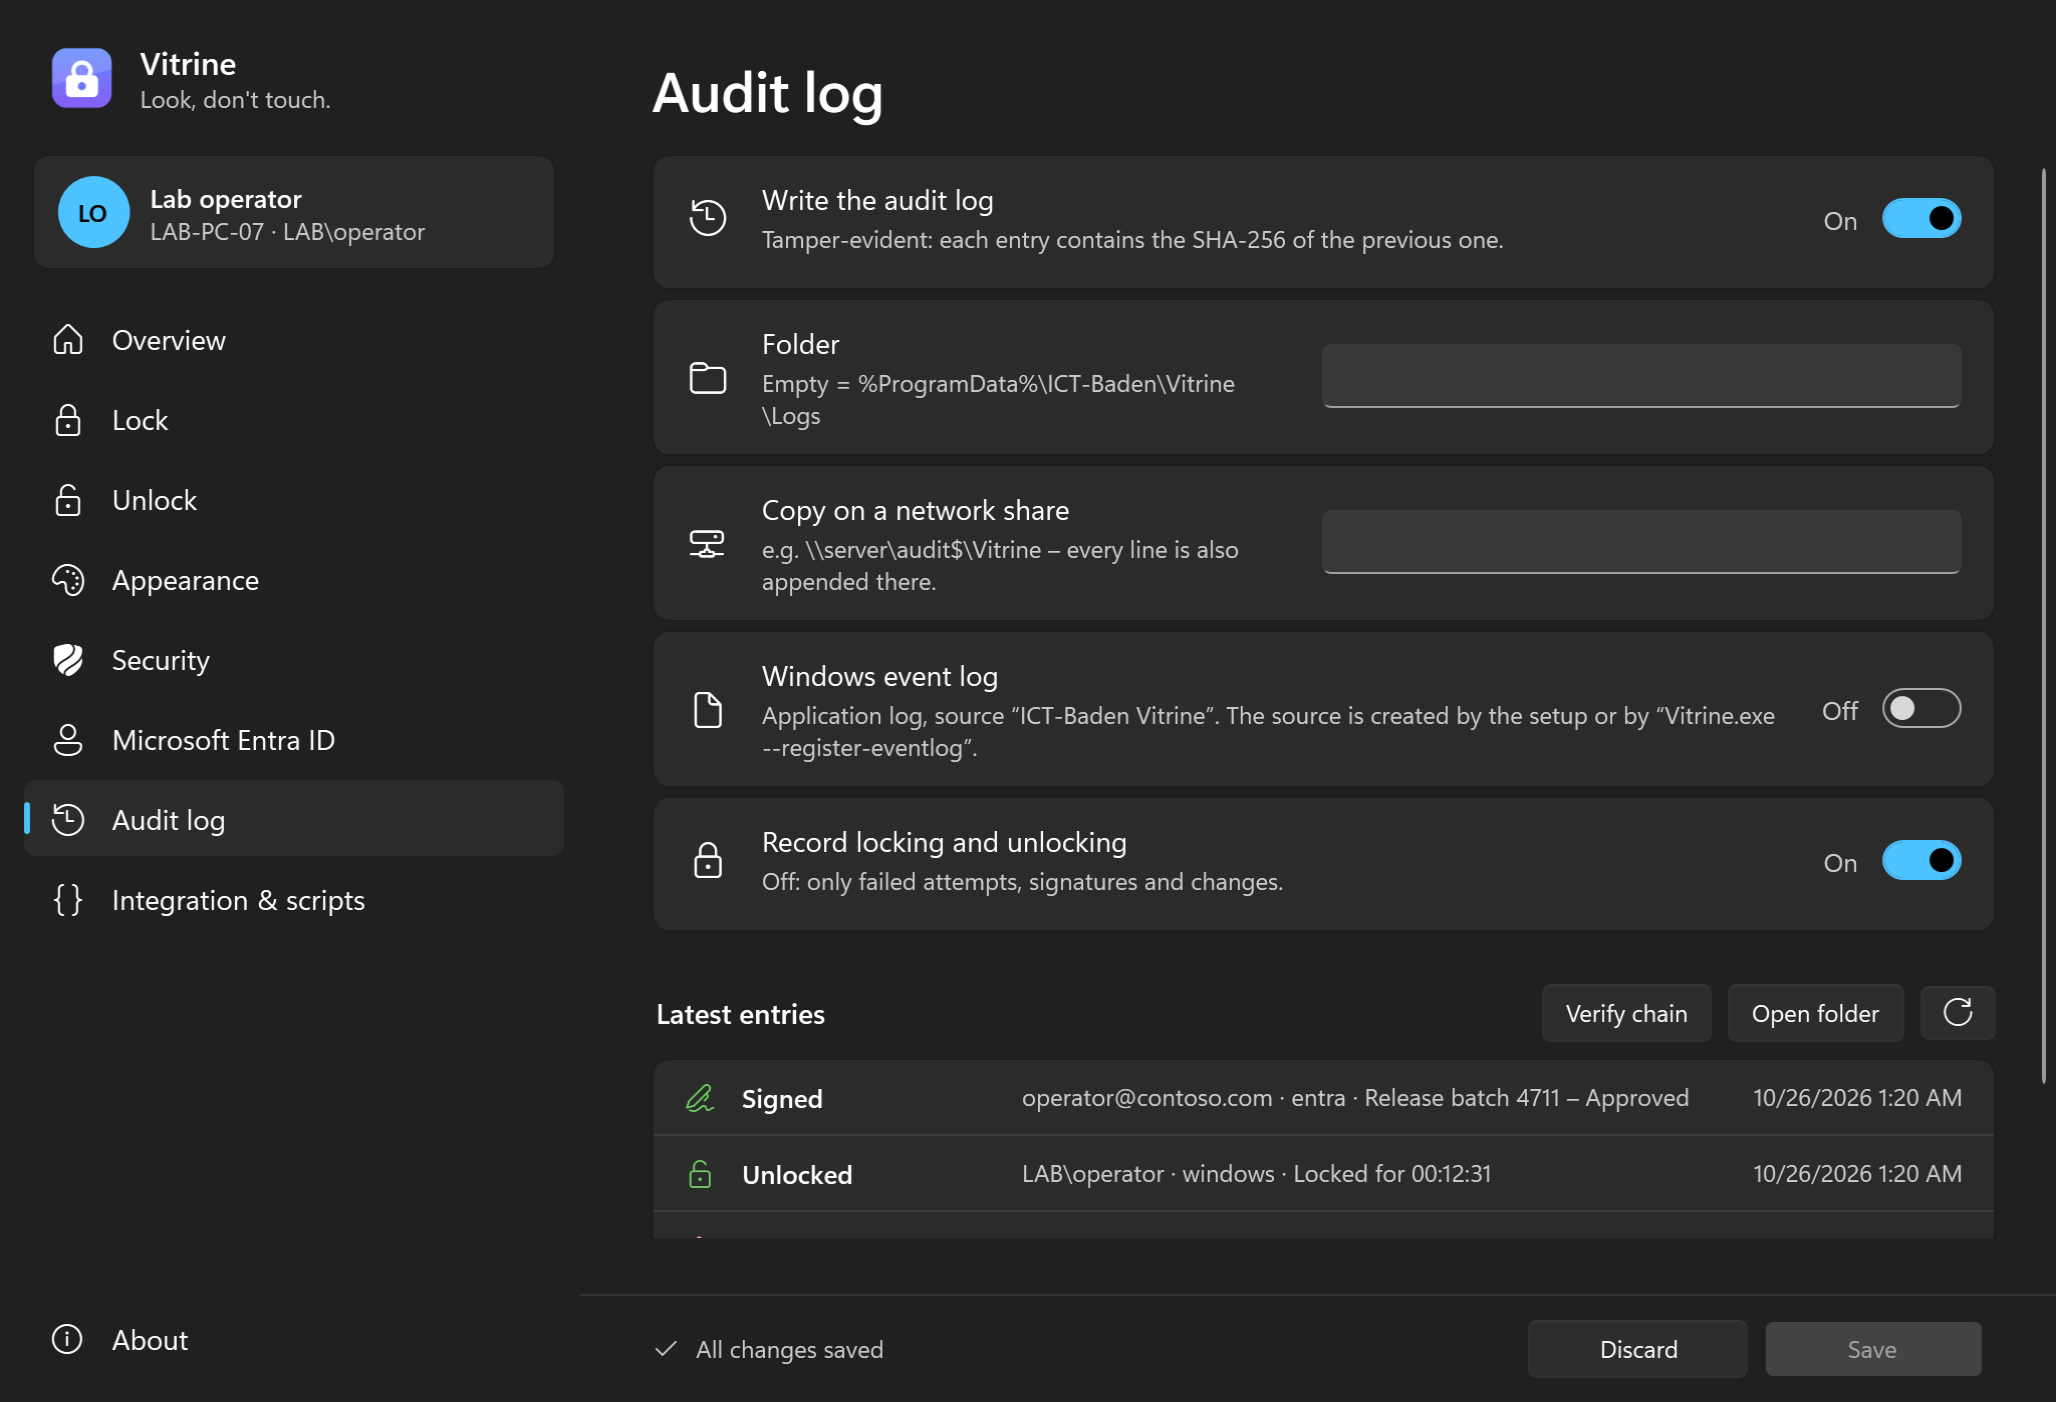 Vitrine
Look, don't touch.
LO
Lab operator
LAB-PC-07 · LAB\operator
Overview
Lock
Unlock
Appearance
Security
Microsoft Entra ID
Audit log
Integration & scripts
About
Audit log
Write the audit log
Tamper-evident: each entry contains the SHA-256 of the previous one.
On
Folder
Empty = %ProgramData%\ICT-Baden\Vitrine
\Logs
Copy on a network share
e.g. \\server\audit$\Vitrine – every line is also
appended there.
Windows event log
Application log, source “ICT-Baden Vitrine”. The source is created by the setup or by “Vitrine.exe
--register-eventlog”.
Off
Record locking and unlocking
Off: only failed attempts, signatures and changes.
On
Latest entries
Verify chain
Open folder
Signed operator@contoso.com · entra · Release batch 4711 – Approved 10/26/2026 1:20 AM
Unlocked LAB\operator · windows · Locked for 00:12:31 10/26/2026 1:20 AM
All changes saved
Discard
Save